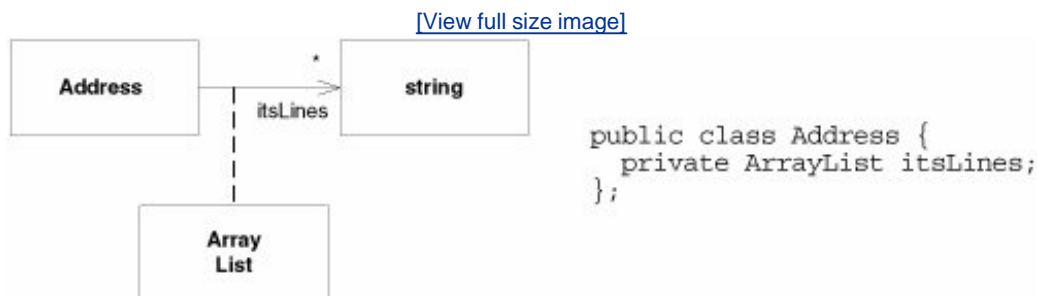 [View full size image]
Address
*
itsLines
string
Array
List
public class Address {
private ArrayList itsLines;
};